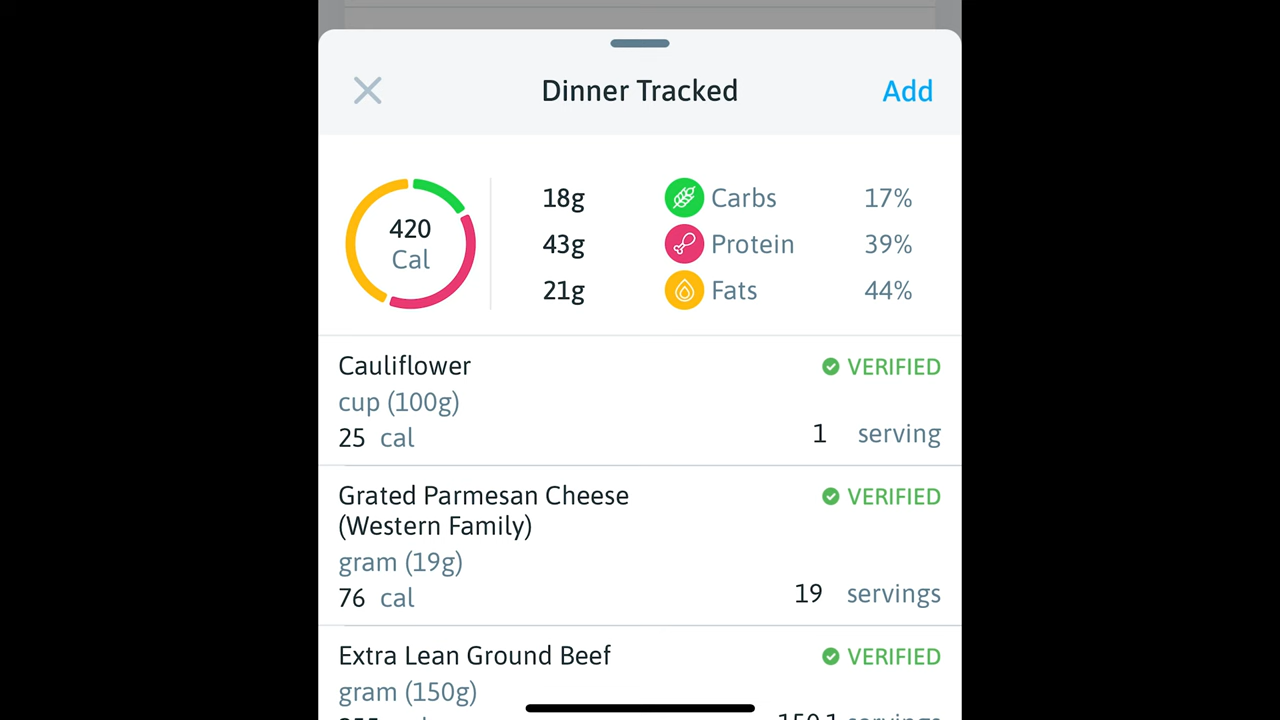 Dinner Tracked
Add
420
Cal
18g Carbs 17%
43g Protein 39%
21g Fats 44%
Cauliflower VERIFIED
cup (100g)
25 cal 1 serving
Grated Parmesan Cheese VERIFIED
(Western Family)
gram (19g)
76 cal 19 servings
Extra Lean Ground Beef VERIFIED
gram (150g)